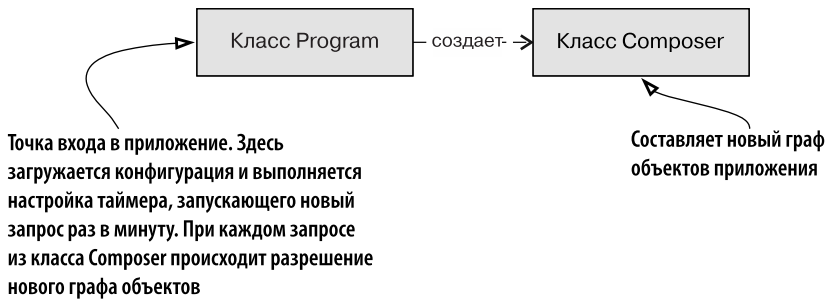 Класс Program
создает-
Класс Composer
Точка входа в приложение. Здесь
загружается конфигурация и выполняется
настройка таймера, запускающего новый
запрос раз в минуту. При каждом запросе
из класса Composer происходит разрешение
нового графа объектов
Составляет новый граф
объектов приложения